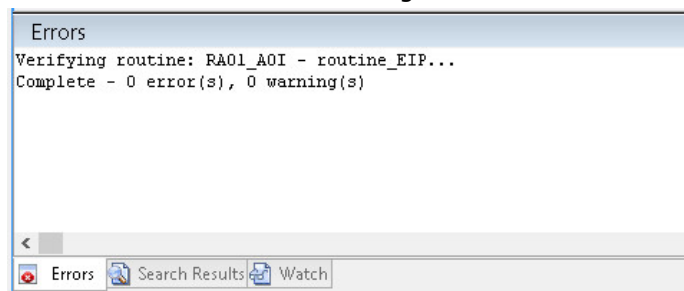 Errors
Verifying routine: RA01_AOI - routine_EIP...
Complete - 0 error(s), 0 warning(s)
Errors Search Results Watch